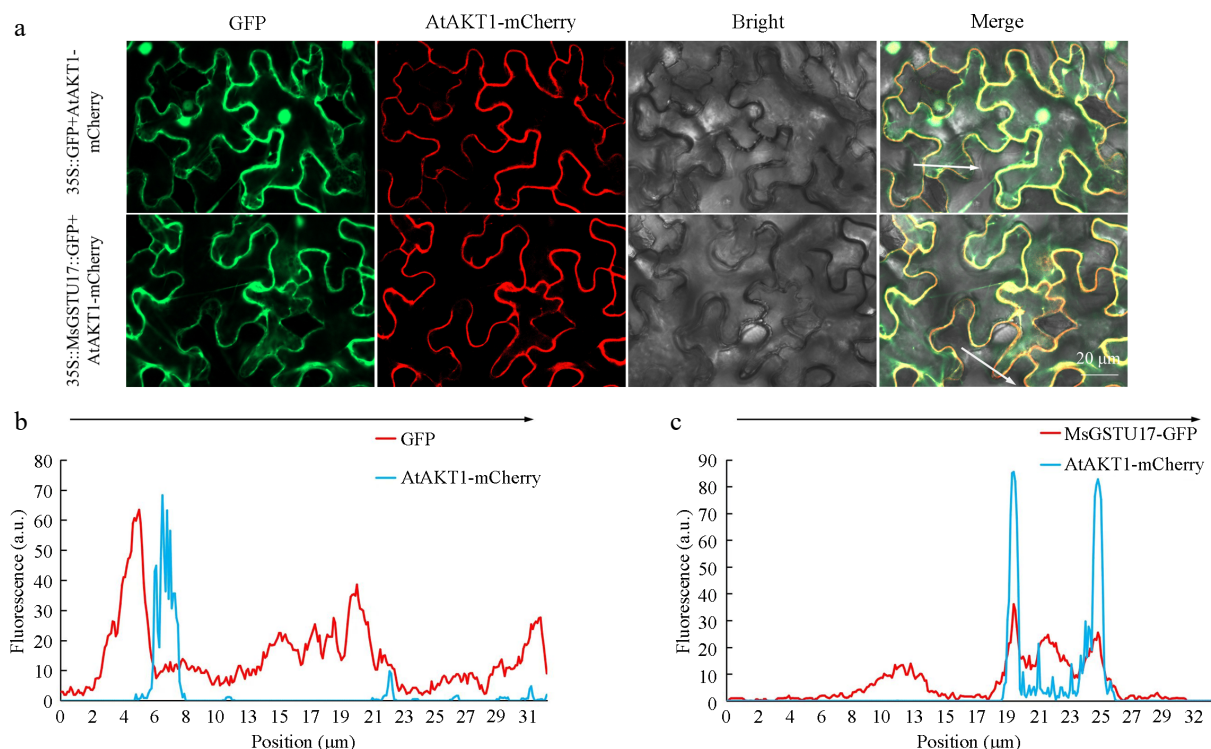 a
GFP
AtAKT1-mCherry
Bright
Merge
35S::GFP+AtAKT1-
mCherry
35S::MsGSTU17::GFP+
AtAKT1-mCherry
20 μm
b
GFP
AtAKT1-mCherry
Fluorescence (a.u.)
80
70
60
50
40
30
20
10
0
0 2 4 6 8 10 12 15 17 19 21 23 25 27 29 31
Position (μm)
c
MsGSTU17-GFP
AtAKT1-mCherry
Fluorescence (a.u.)
90
80
70
60
50
40
30
20
10
0
0 2 4 6 8 10 13 15 17 19 21 23 25 27 29 32
Position (μm)